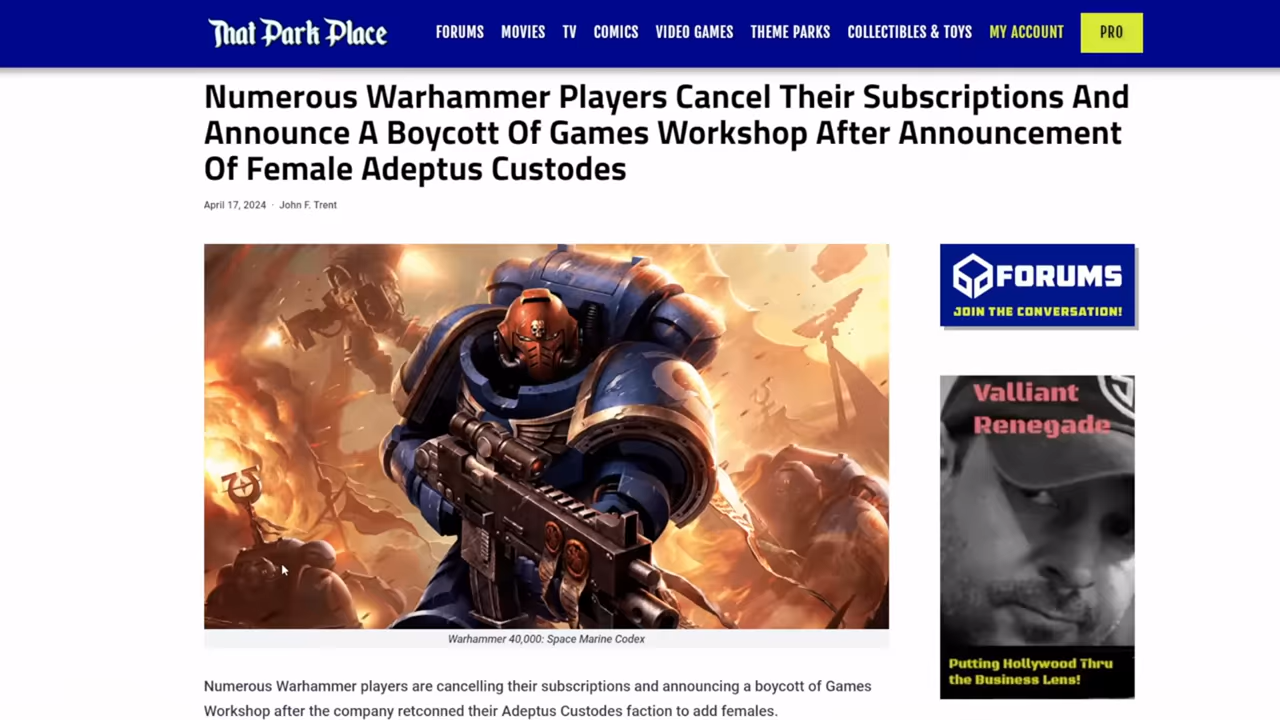 That Park Place
FORUMS MOVIES TV COMICS VIDEO GAMES THEME PARKS COLLECTIBLES & TOYS MY ACCOUNT PRO
Numerous Warhammer Players Cancel Their Subscriptions And
Announce A Boycott Of Games Workshop After Announcement
Of Female Adeptus Custodes
April 17, 2024 · John F. Trent
FORUMS
JOIN THE CONVERSATION!
Valliant
Renegade
Putting Hollywood Thru
the Business Lens!
Warhammer 40,000: Space Marine Codex
Numerous Warhammer players are cancelling their subscriptions and announcing a boycott of Games
Workshop after the company retconned their Adeptus Custodes faction to add females.